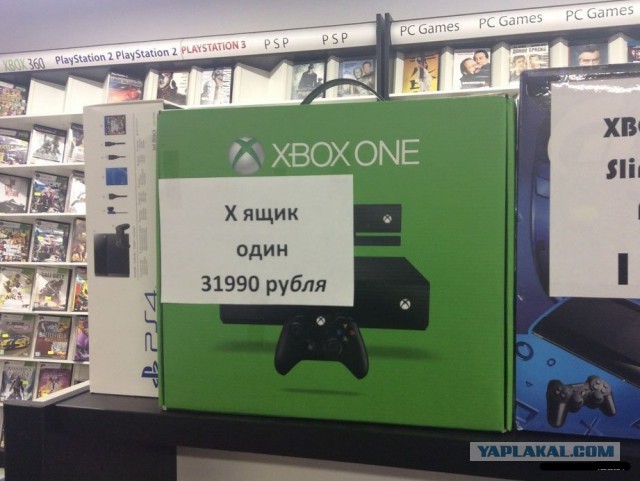 XBOX 360 PlayStation 2 PlayStation 2 PLAYSTATION 3 PSP PSP PC Games PC Games PC Games
XBOX ONE
Х ящик
один
31990 рубля
PS4
YAPLAKAL.COM